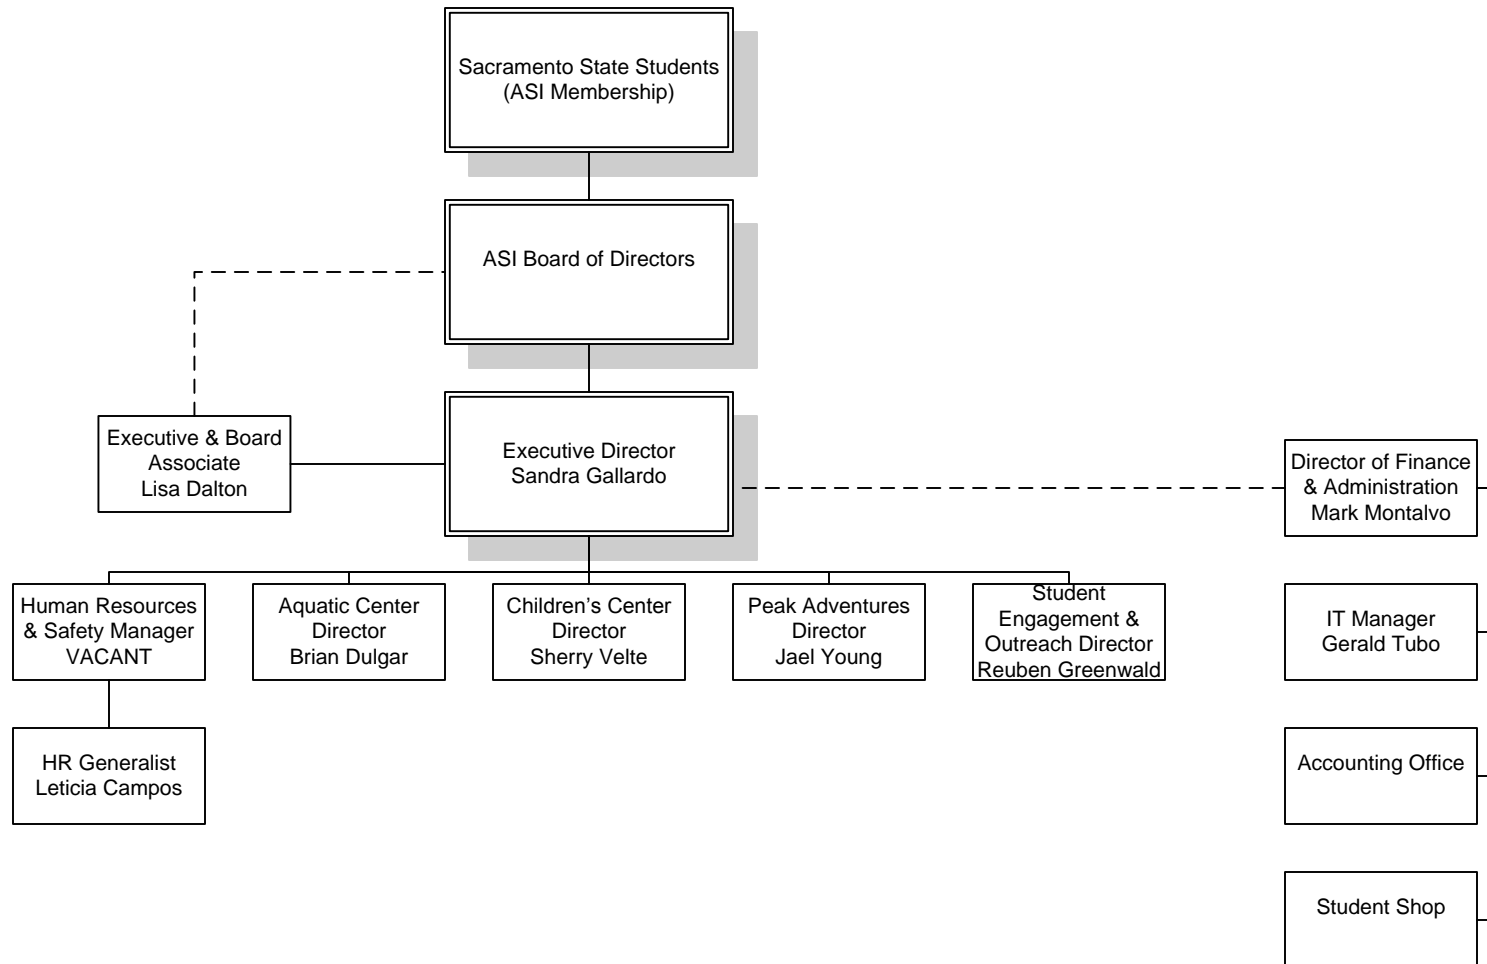 Sacramento State Students
(ASI Membership)
ASI Board of Directors
Executive & Board
Associate
Lisa Dalton
Executive Director
Sandra Gallardo
Director of Finance
& Administration
Mark Montalvo
Human Resources
& Safety Manager
VACANT
Aquatic Center
Director
Brian Dulgar
Children’s Center
Director
Sherry Velte
Peak Adventures
Director
Jael Young
Student
Engagement &
Outreach Director
Reuben Greenwald
IT Manager
Gerald Tubo
HR Generalist
Leticia Campos
Accounting Office
Student Shop